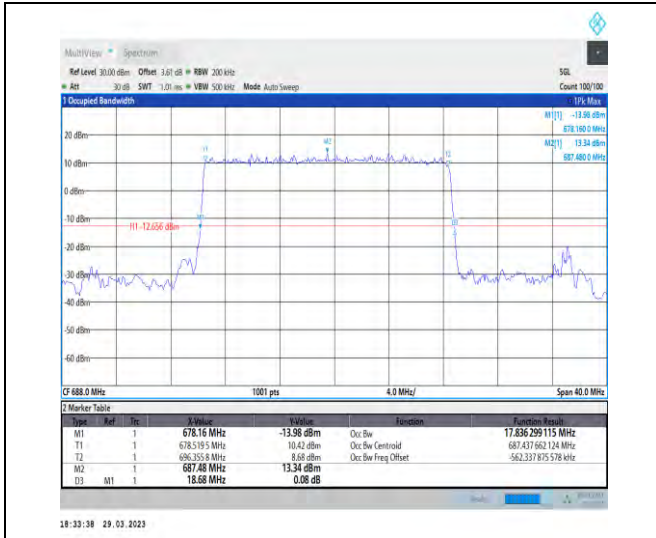 MultiView Spectrum
Ref Level 30.00 dBm Offset 3.61 dB RBW 200 kHz SGL
Att 30 dB SWT 1.01 ms VBW 500 kHz Mode Auto Sweep Count 100/100
1 Occupied Bandwidth 1Pk Max
M1[1] -13.98 dBm
678.160 0 MHz
M2[1] 13.34 dBm
687.480 0 MHz
20 dBm
T1 M2 T2
10 dBm
0 dBm
-10 dBm
M1 D3
H1 -12.656 dBm
-20 dBm
-30 dBm
-40 dBm
-50 dBm
-60 dBm
CF 688.0 MHz 1001 pts 4.0 MHz/ Span 40.0 MHz
2 Marker Table
Type Ref Trc X-Value Y-Value Function Function Result
M1 1 678.16 MHz -13.98 dBm Occ Bw 17.836 299 115 MHz
T1 1 678.519 5 MHz 10.42 dBm Occ Bw Centroid 687.437 662 124 MHz
T2 1 696.355 8 MHz 8.68 dBm Occ Bw Freq Offset -562.337 875 578 kHz
M2 1 687.48 MHz 13.34 dBm
D3 M1 1 18.68 MHz 0.08 dB
18:33:38 29.03.2023